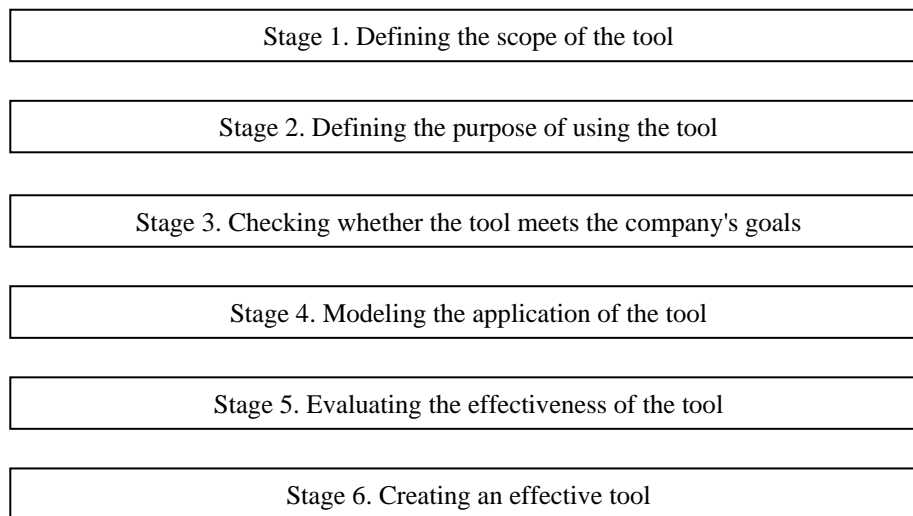 Stage 1. Defining the scope of the tool
Stage 2. Defining the purpose of using the tool
Stage 3. Checking whether the tool meets the company's goals
Stage 4. Modeling the application of the tool
Stage 5. Evaluating the effectiveness of the tool
Stage 6. Creating an effective tool